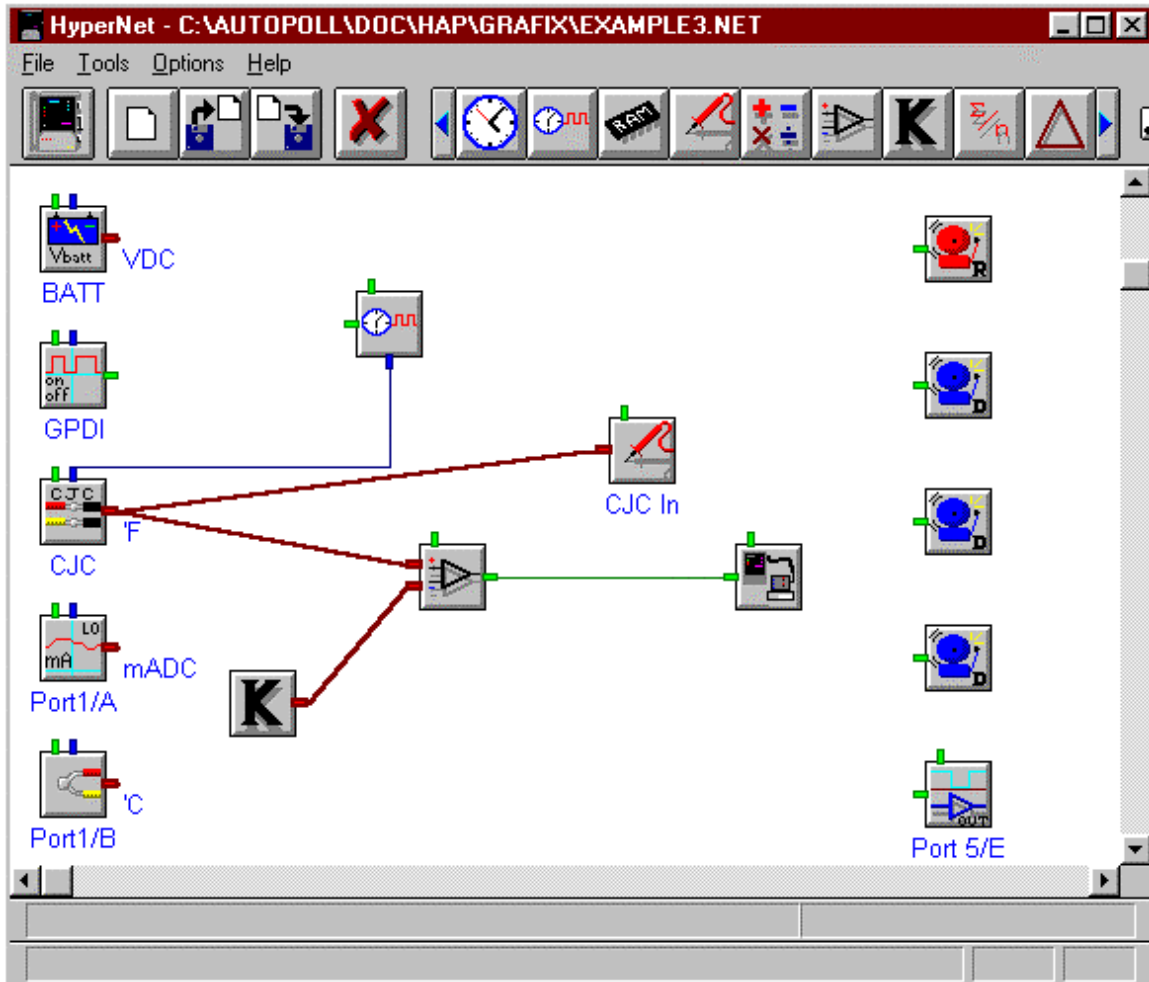 HyperNet - C:\AUTOPOLL\DOC\HAP\GRAFIX\EXAMPLE3.NET
File Tools Options Help
RAM
K
Σ/n
Vbatt
VDC
BATT
on
off
GPDI
CJC
'F
CJC
CJC In
LO
mA
mADC
Port1/A
K
'C
Port1/B
R
D
D
D
OUT
Port 5/E